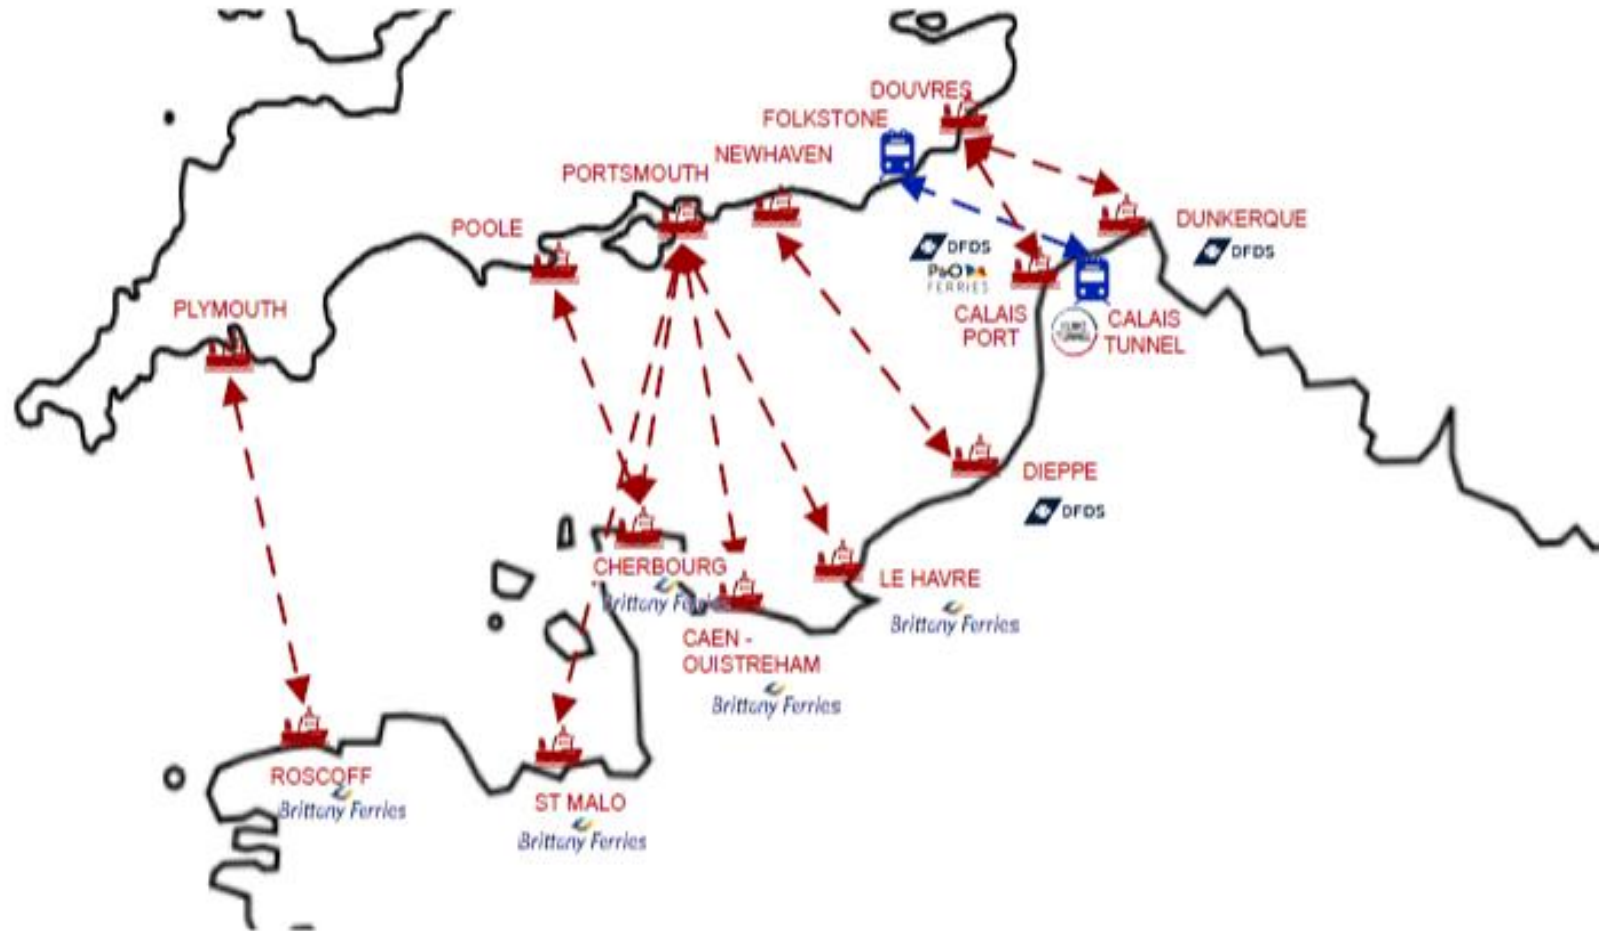 DOUVRES
FOLKSTONE
NEWHAVEN
PORTSMOUTH
POOLE
PLYMOUTH
DUNKERQUE
DFDS
DFDS
P&O
FERRIES
CALAIS
PORT
CALAIS
TUNNEL
DIEPPE
DFDS
CHERBOURG
Brittany Ferries
LE HAVRE
Brittany Ferries
CAEN -
OUISTREHAM
Brittany Ferries
ROSCOFF
Brittany Ferries
ST MALO
Brittany Ferries